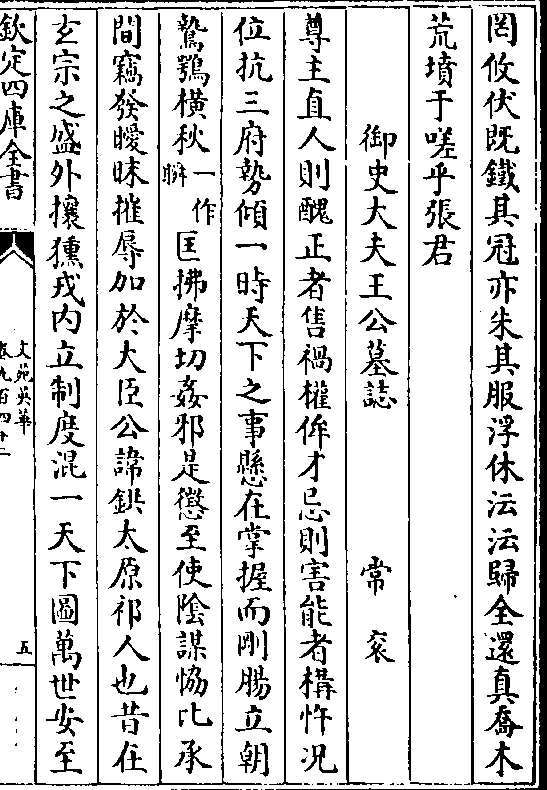 罔攸伏既鐵其冠亦朱其服浮休沄沄歸全還真喬木
荒墳于嗟乎張君
御史大夫王公墓誌 常袞
尊主直人則醜正者售禍權侔才忌則害能者構忤况
位抗三府勢傾一時天下之事懸在掌握而剛腸立朝
鷙鶚橫秋一作聨匡拂摩切姦邪是懲至使陰謀恊比承
間竊發曖昧摧辱加於大臣公諱鉷太原祁人也昔在
玄宗之盛外攘獯戎内立制度混一天下圖萬世安至
欽定四庫全書
文苑英華
卷九百四十二
五